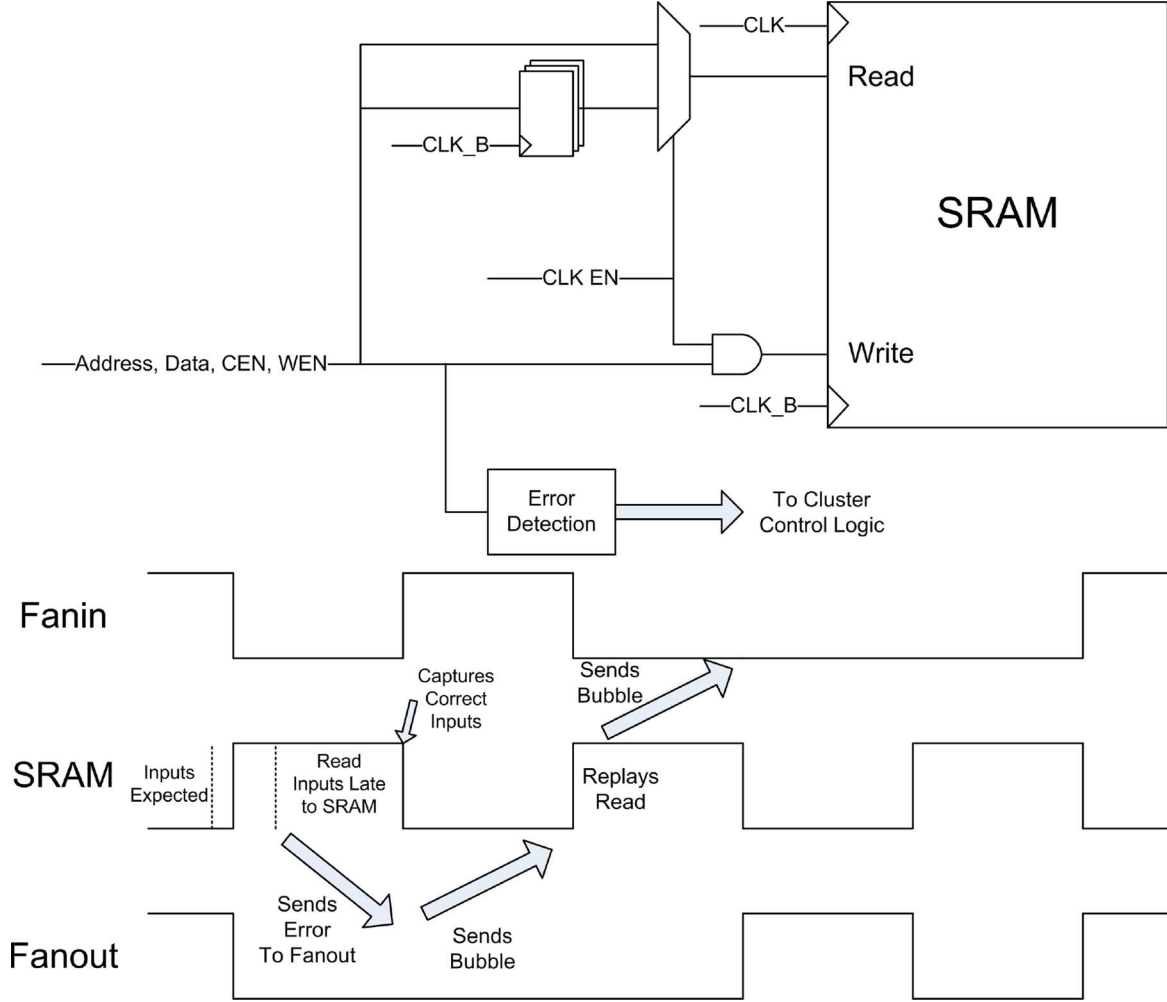 CLK
Read
CLK_B
SRAM
CLK EN
Address, Data, CEN, WEN
Write
CLK_B
Error
Detection
To Cluster
Control Logic
Fanin
Captures
Correct
Inputs
Sends
Bubble
SRAM
Inputs
Expected
Read
Inputs Late
to SRAM
Replays
Read
Sends
Error
To Fanout
Sends
Bubble
Fanout